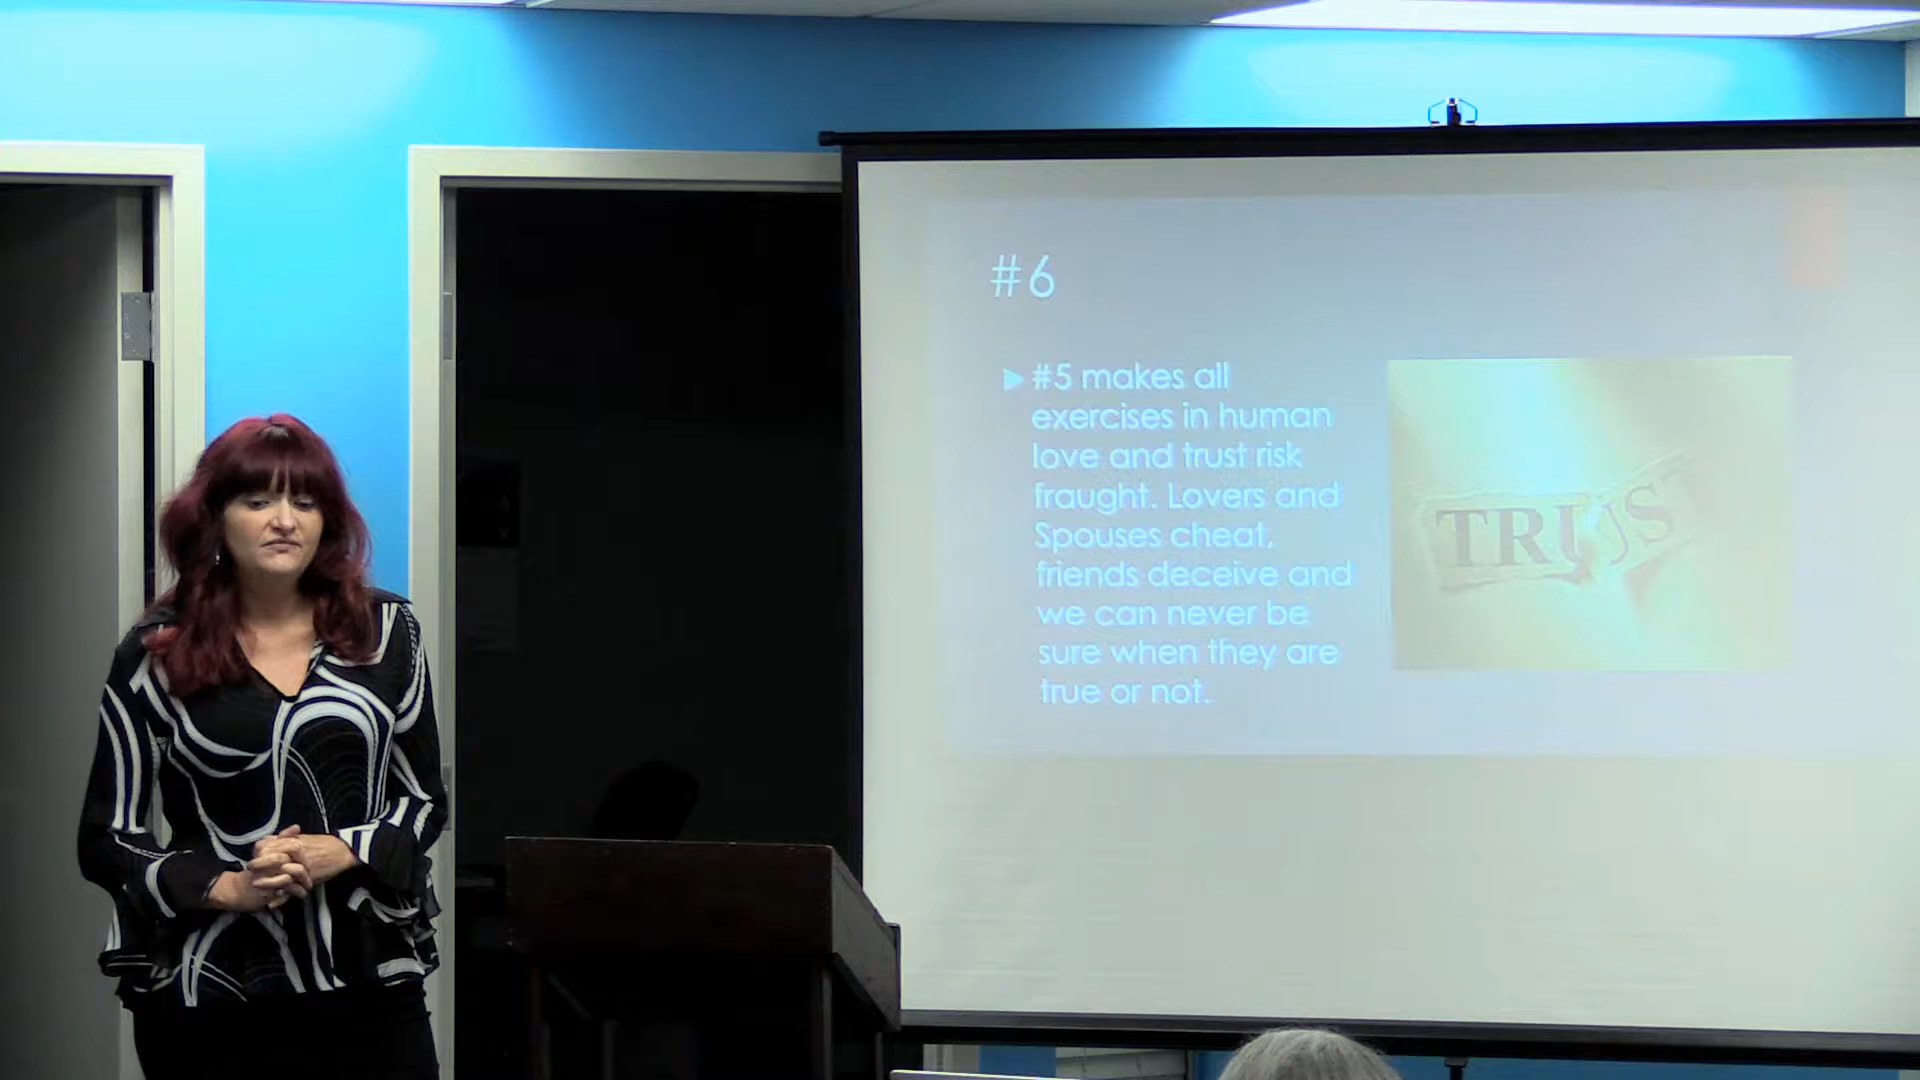 #6
#5 makes all
exercises in human
love and trust risk
fraught. Lovers and
Spouses cheat,
friends deceive and
we can never be
sure when they are
true or not.
TRUST